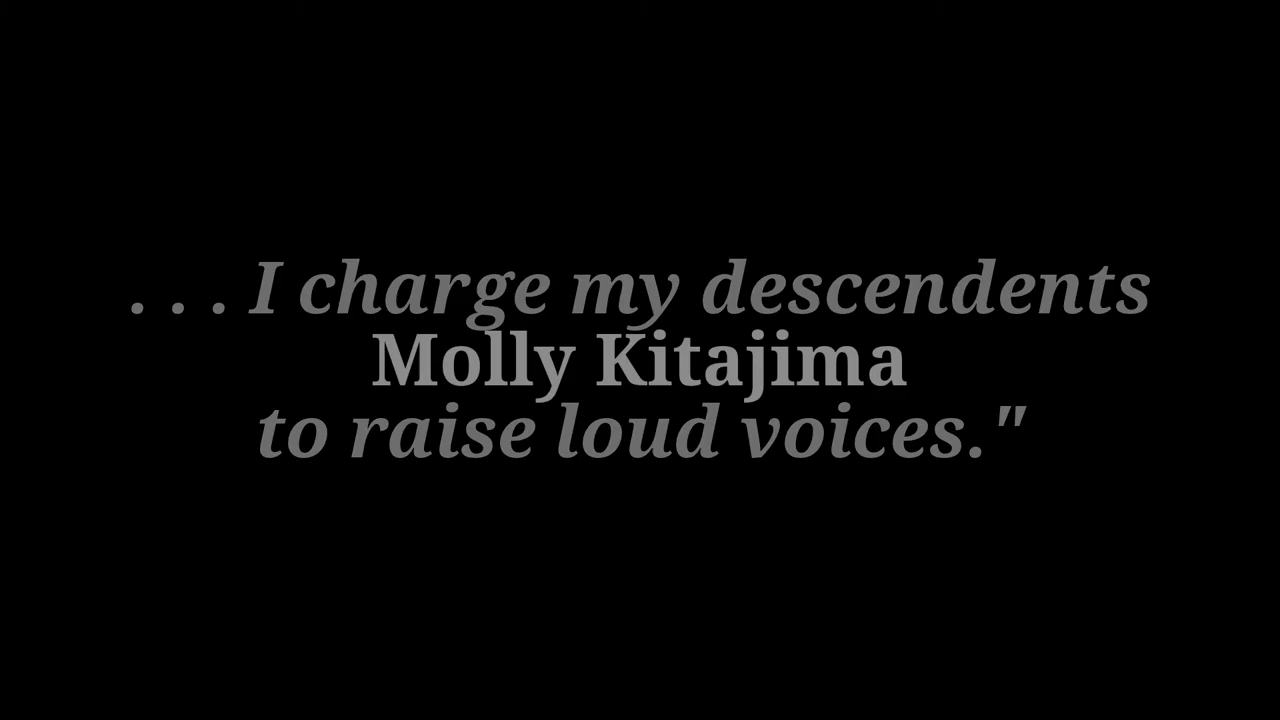 . . . I charge my descendents
Molly Kitajima
to raise loud voices."